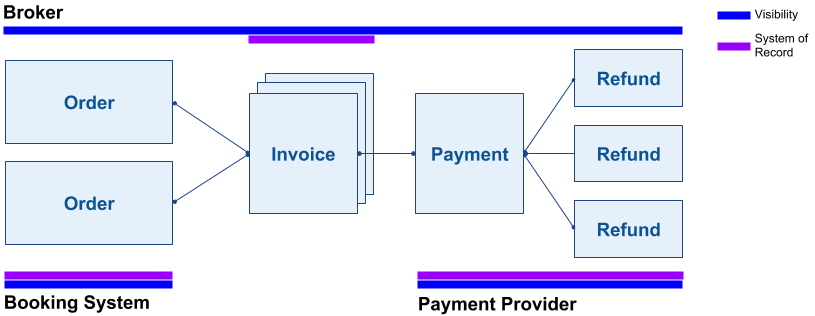 Broker
Visibility
System of
Record
Order
Order
Invoice
Payment
Refund
Refund
Refund
Booking System
Payment Provider